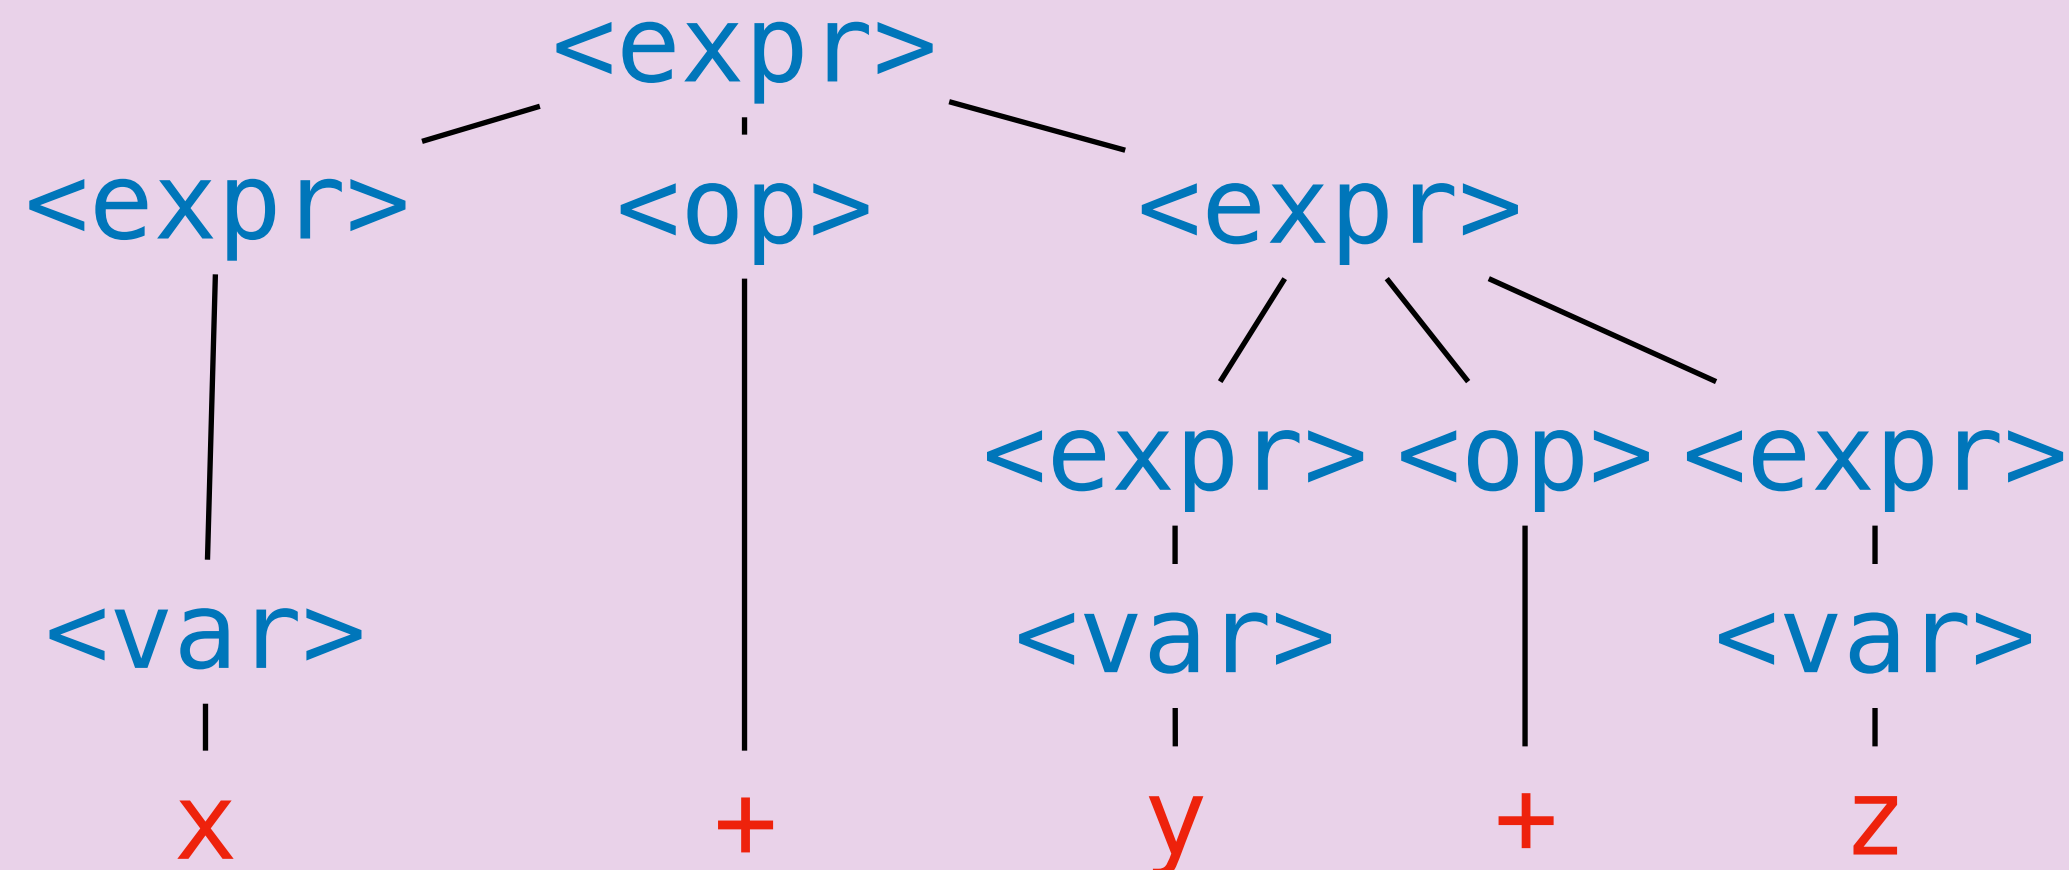 <expr>
<expr> <op> <expr>
<expr> <op> <expr>
<var> <var> <var>
x + y + z